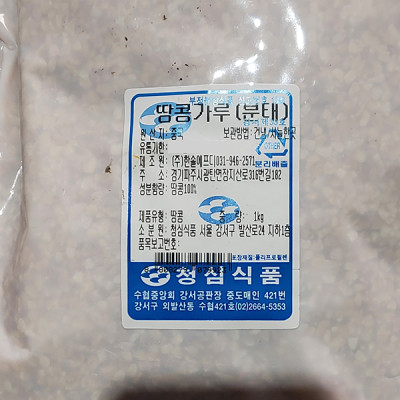 땅콩가루(분태)
원 산 지: 중국
보관방법: 건냉/서늘한곳
유통기한:
제 조 원: (주)한술에프디031-946-2571
주 소: 경기파주시광탄면장지산로316번길182
성분함량: 땅콩100%
분리배출
OTHER
제품유형: 땅콩
중 량: 1kg
소 분 원: 청심식품 서울 강서구 발산로24 지하1층
품목보고번호:
포장재질:폴리프로필렌
청심식품
수협중앙회 강서공판장 중도매인 421번
강서구 외발산동 수협421호(02)2664-5353